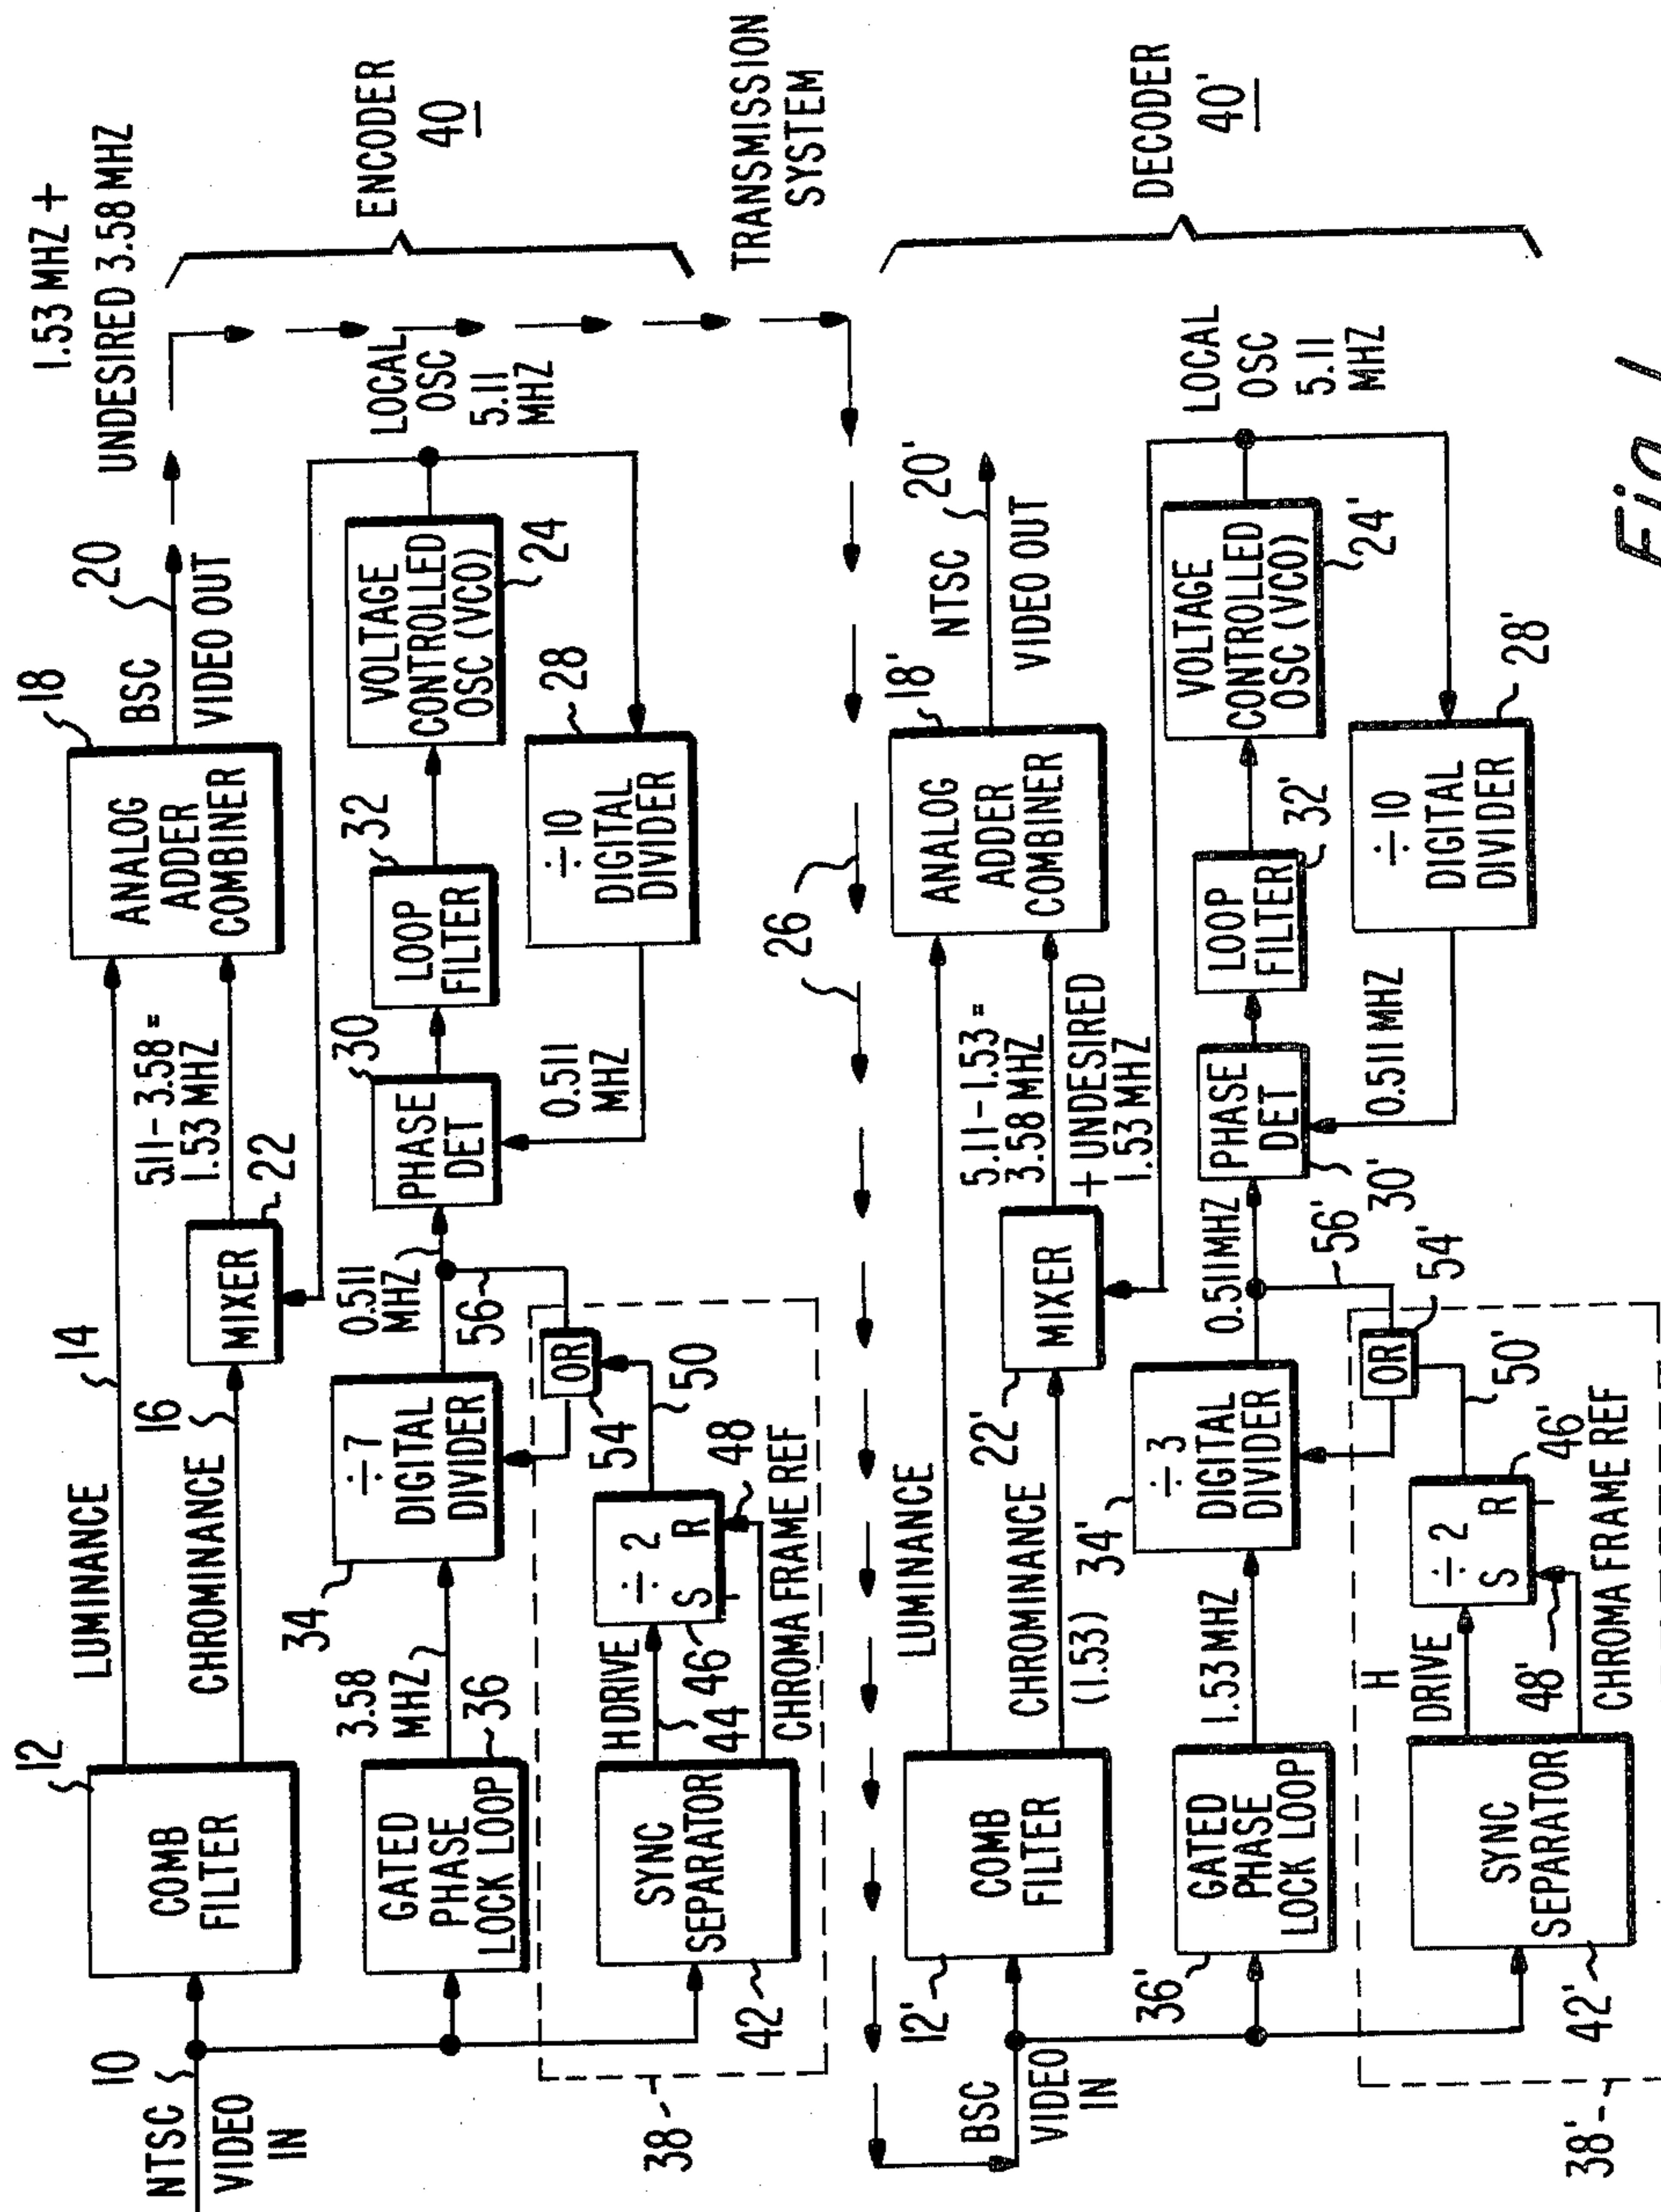 1.53 MHZ +
UNDESIRED 3.58 MHZ
NTSC
VIDEO
IN
10
12
COMB
FILTER
LUMINANCE
14
CHROMINANCE
16
MIXER
22
5.11-3.58=
1.53 MHZ
ANALOG
ADDER
COMBINER
18
BSC
VIDEO OUT
20
ENCODER
40
GATED
PHASE
LOCK LOOP
36
3.58
MHZ
34
÷7
DIGITAL
DIVIDER
0.511
MHZ
56
PHASE
DET
30
LOOP
FILTER
32
VOLTAGE
CONTROLLED
OSC (VCO)
24
LOCAL
OSC
5.11
MHZ
÷10
DIGITAL
DIVIDER
28
0.511
MHZ
38
SYNC
SEPARATOR
42
H DRIVE
44
46
÷2
S R
48
CHROMA FRAME REF
50
OR
54
TRANSMISSION
SYSTEM
26
BSC
VIDEO
IN
12'
COMB
FILTER
LUMINANCE
CHROMINANCE
(1.53)
22'
MIXER
5.11-1.53=
3.58 MHZ
+ UNDESIRED
1.53 MHZ
ANALOG
ADDER
COMBINER
18'
NTSC
VIDEO OUT
20'
DECODER
40'
36'
GATED
PHASE
LOCK LOOP
1.53 MHZ
34'
÷3
DIGITAL
DIVIDER
0.511MHZ
56'
PHASE
DET
30'
LOOP
FILTER
32'
VOLTAGE
CONTROLLED
OSC (VCO)
24'
LOCAL
OSC
5.11
MHZ
÷10
DIGITAL
DIVIDER
28'
0.511 MHZ
38'
SYNC
SEPARATOR
42'
H
DRIVE
48'
÷2
S R
46'
CHROMA FRAME REF
50'
OR
54'
Fig. 1